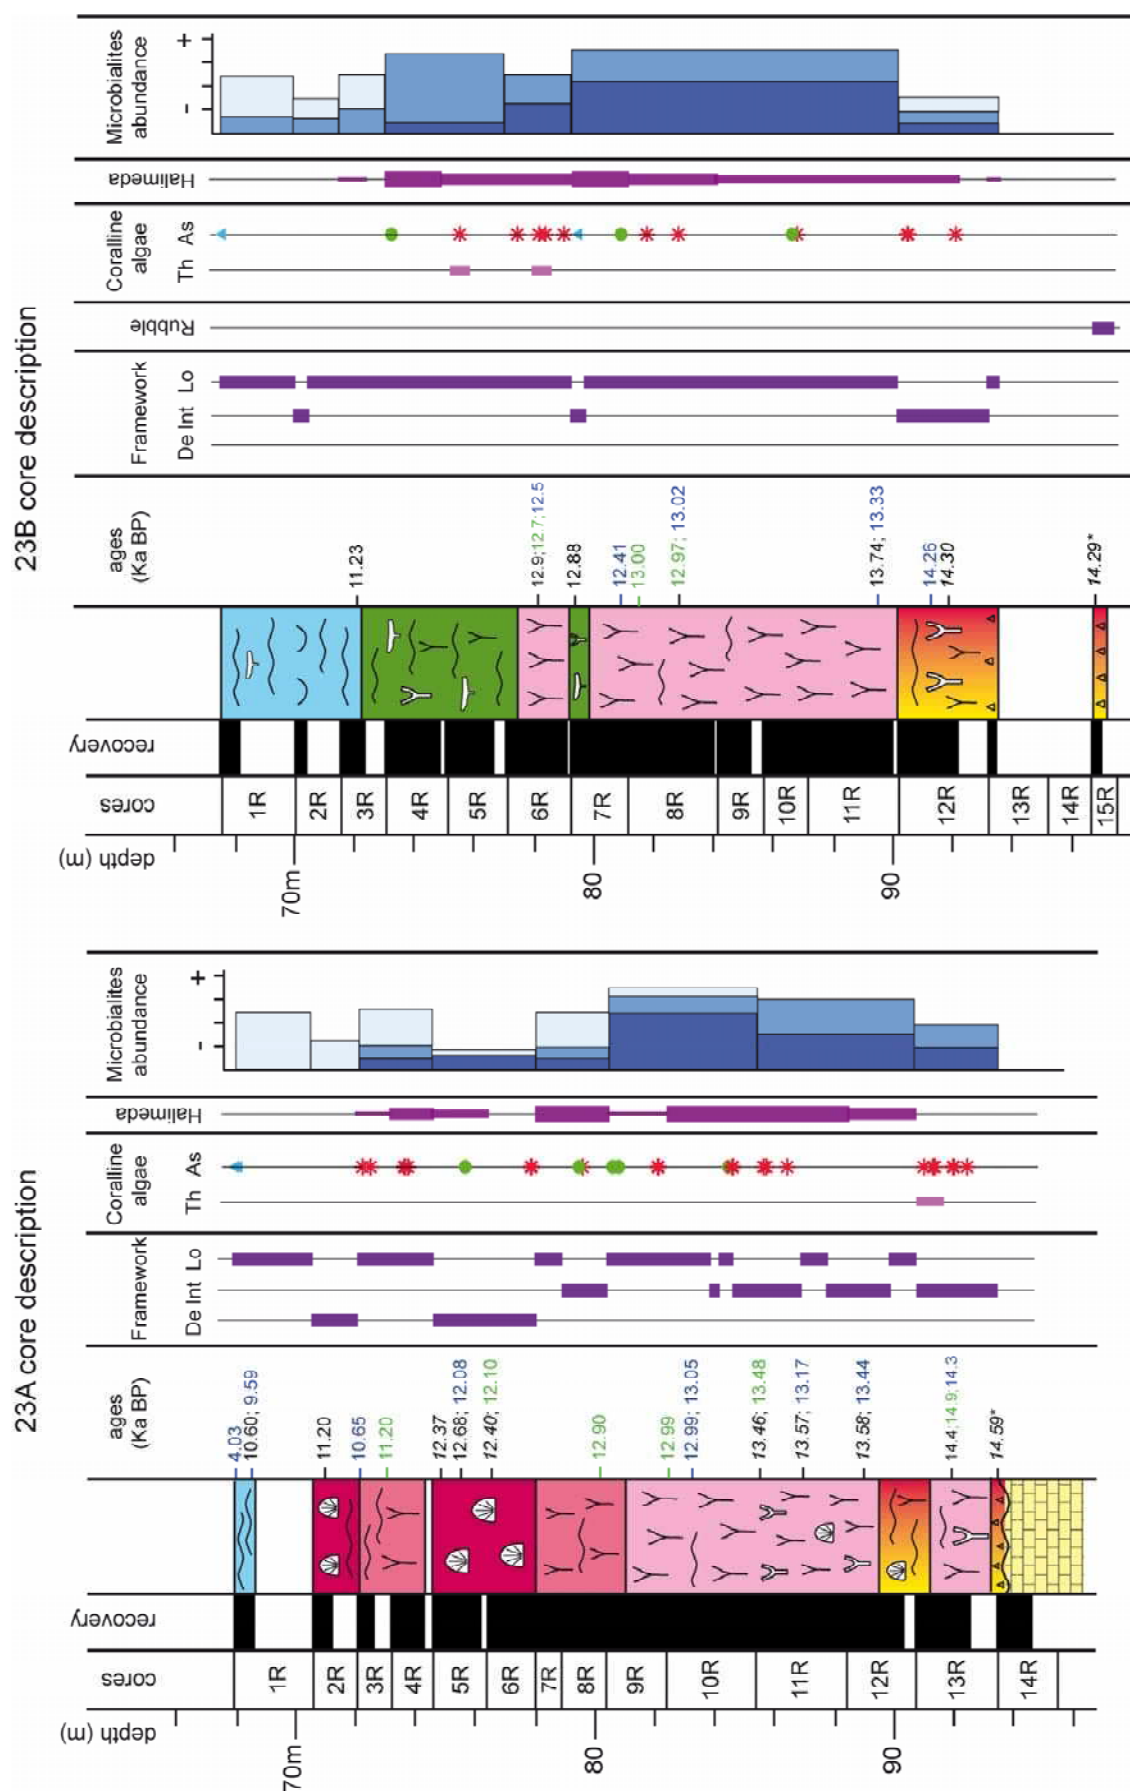 23B core description
Microbialites
abundance
+
-
Halimeda
Coralline
algae
Th As
Rubble
Framework
De Int Lo
ages
(Ka BP)
11.23
12.9;12.7;12.5
12.88
12.41
13.00
12.97; 13.02
13.74; 13.33
14.26
14.30
14.29*
recovery
cores
1R
2R
3R
4R
5R
6R
7R
8R
9R
10R
11R
12R
13R
14R
15R
depth (m)
70m
80
90
23A core description
Microbialites
abundance
+
-
Halimeda
Coralline
algae
Th As
Framework
De Int Lo
ages
(Ka BP)
4.03
10.60; 9.59
11.20
10.65
11.20
12.37
12.68; 12.08
12.40; 12.10
12.90
12.99
12.99; 13.05
13.46; 13.48
13.57; 13.17
13.58; 13.44
14.4;14.9;14.3
14.59*
recovery
cores
1R
2R
3R
4R
5R
6R
7R
8R
9R
10R
11R
12R
13R
14R
depth (m)
70m
80
90